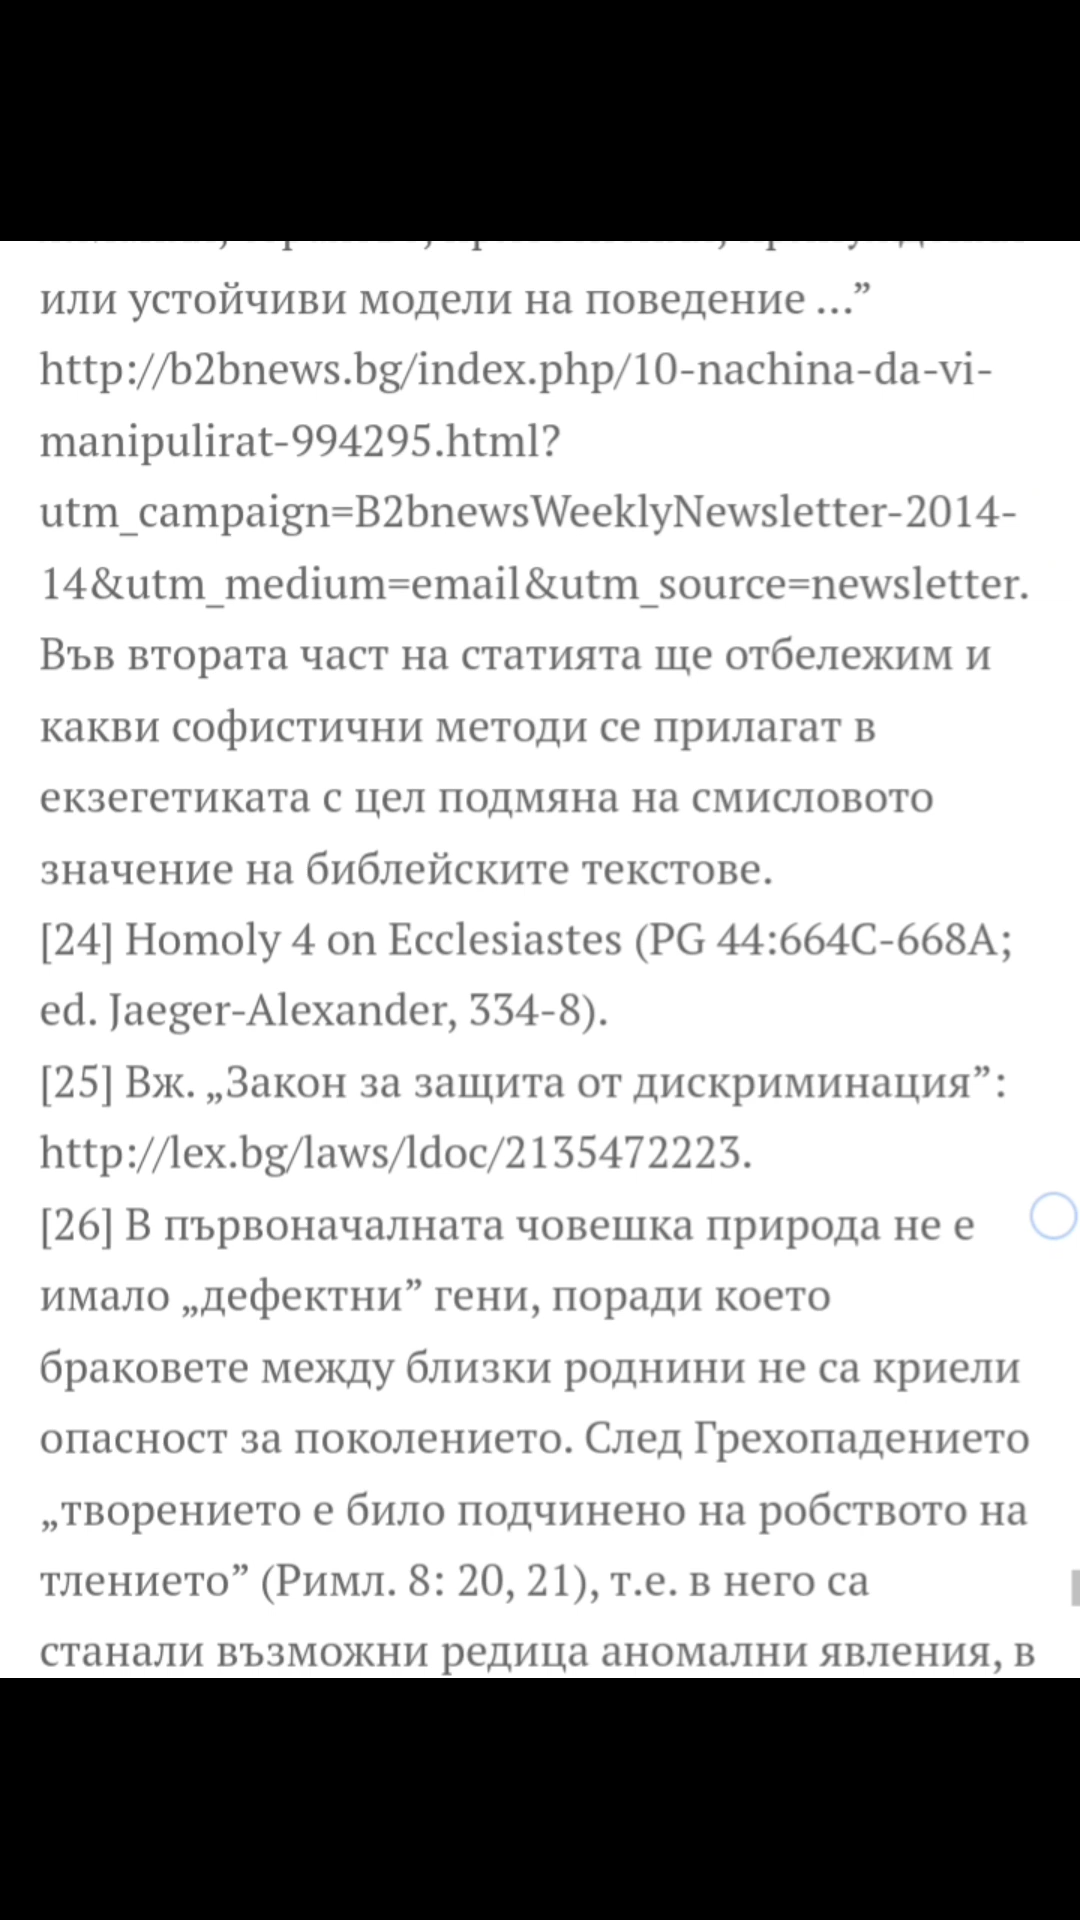 или устойчиви модели на поведение ...”
http://b2bnews.bg/index.php/10-nachina-da-vi-
manipulirat-994295.html?
utm_campaign=B2bnewsWeeklyNewsletter-2014-
14&utm_medium=email&utm_source=newsletter.
Във втората част на статията ще отбележим и
какви софистични методи се прилагат в
екзегетиката с цел подмяна на смисловото
значение на библейските текстове.
[24] Homoly 4 on Ecclesiastes (PG 44:664C-668A;
ed. Jaeger-Alexander, 334-8).
[25] Вж. „Закон за защита от дискриминация”:
http://lex.bg/laws/ldoc/2135472223.
[26] В първоначалната човешка природа не е
имало „дефектни” гени, поради което
браковете между близки роднини не са криели
опасност за поколението. След Грехопадението
„творението е било подчинено на робството на
тлението” (Римл. 8: 20, 21), т.е. в него са
станали възможни редица аномални явления, в